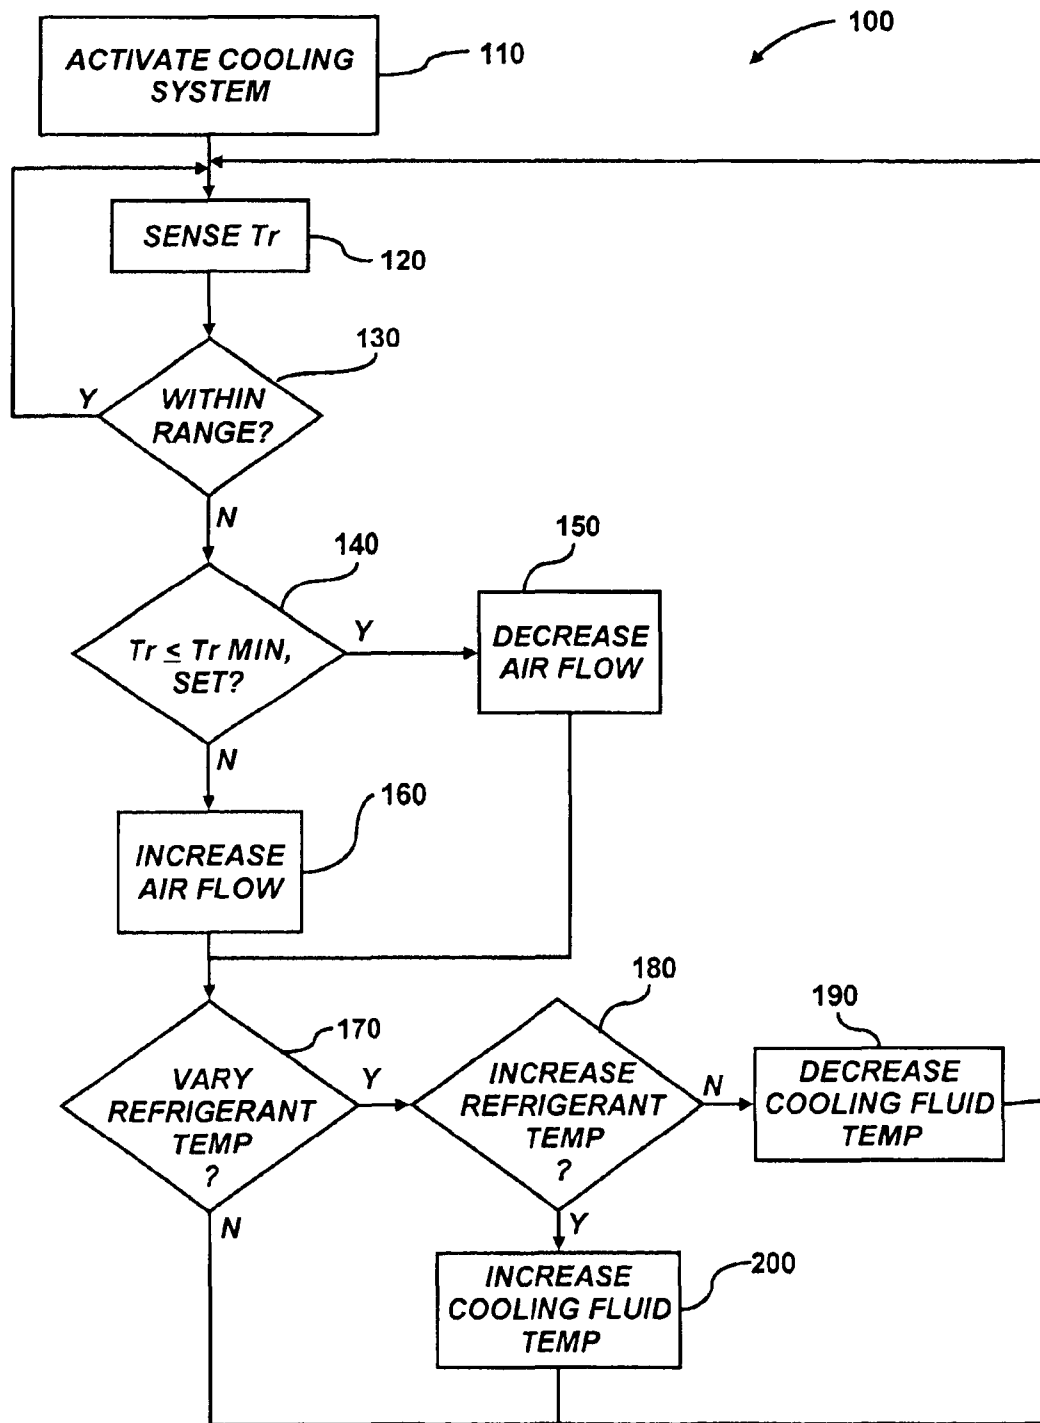 100
ACTIVATE COOLING
SYSTEM
110
SENSE Tr
120
130
WITHIN
RANGE?
Y
N
140
150
Tr ≤ Tr MIN,
SET?
Y
DECREASE
AIR FLOW
N
160
INCREASE
AIR FLOW
170
VARY
REFRIGERANT
TEMP
?
Y
N
180
INCREASE
REFRIGERANT
TEMP
?
N
Y
190
DECREASE
COOLING FLUID
TEMP
200
INCREASE
COOLING FLUID
TEMP